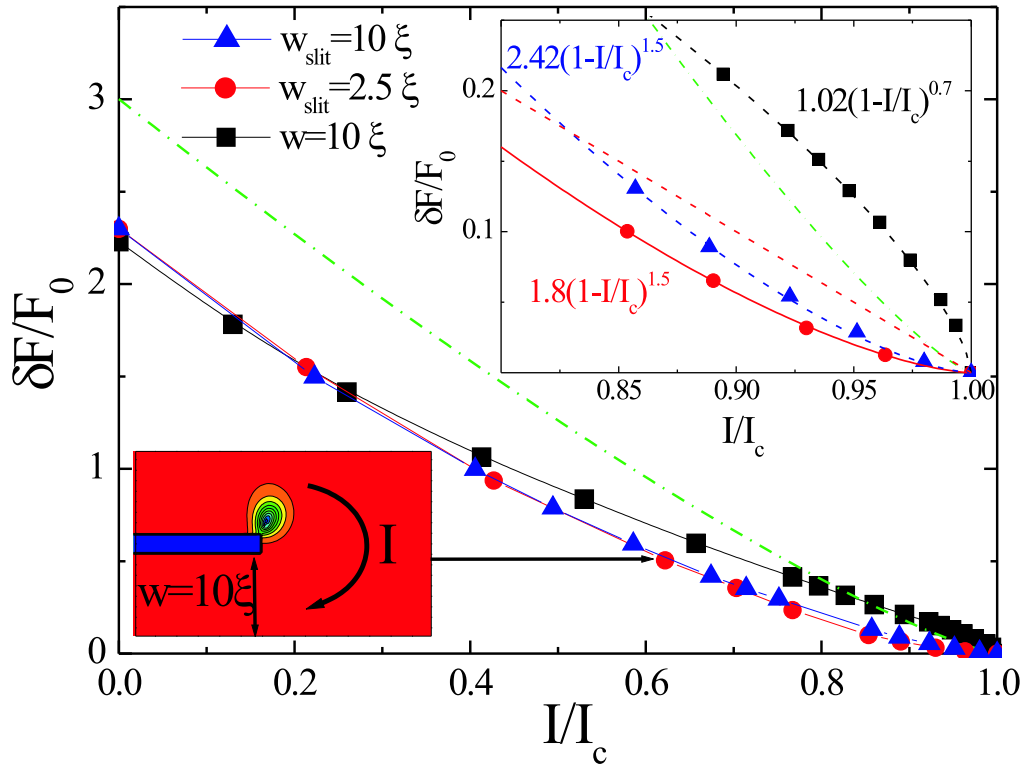 w_slit=10 ξ
w_slit=2.5 ξ
w=10 ξ
3
2
1
0
δF/F_0
0.0
0.2
0.4
0.6
0.8
1.0
I/I_c
2.42(1-I/I_c)^1.5
1.02(1-I/I_c)^0.7
1.8(1-I/I_c)^1.5
0.2
0.1
δF/F_0
0.85
0.90
0.95
1.00
I/I_c
I
w=10ξ